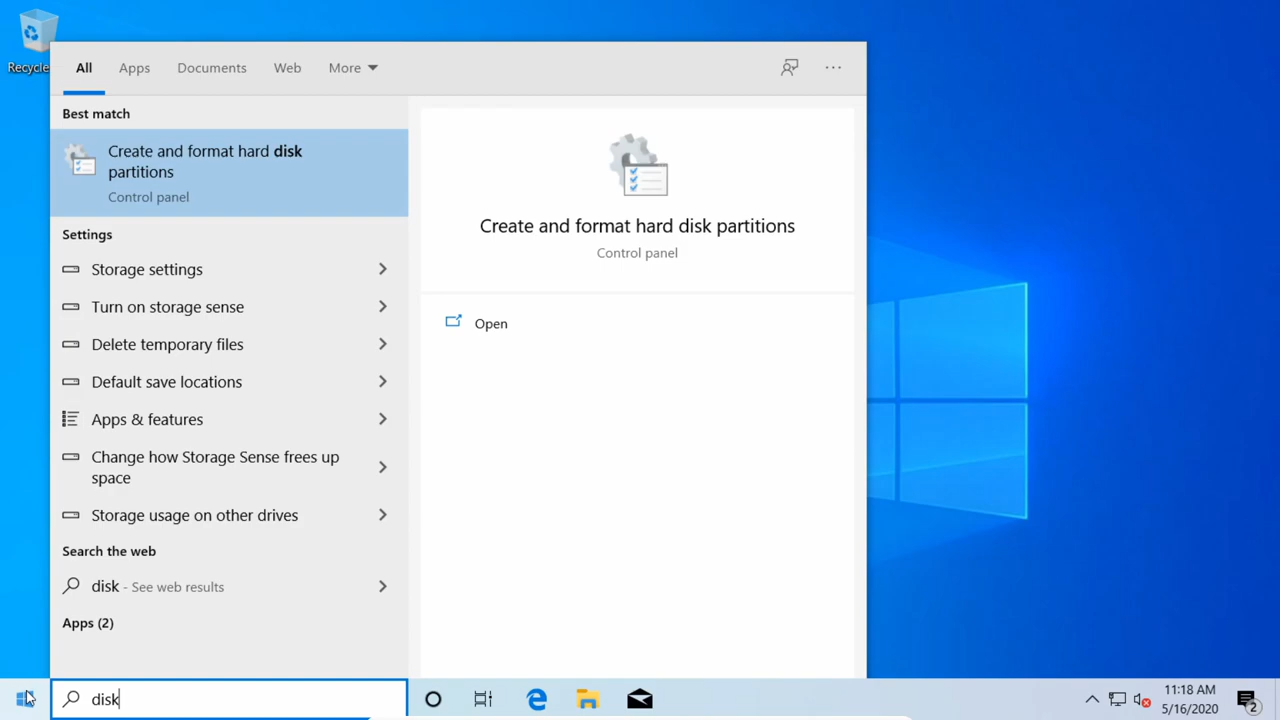 Recycle
All
Apps
Documents
Web
More
Best match
Create and format hard disk
partitions
Control panel
Create and format hard disk partitions
Control panel
Open
Settings
Storage settings
Turn on storage sense
Delete temporary files
Default save locations
Apps & features
Change how Storage Sense frees up
space
Storage usage on other drives
Search the web
disk - See web results
Apps (2)
disk
11:18 AM
5/16/2020
2